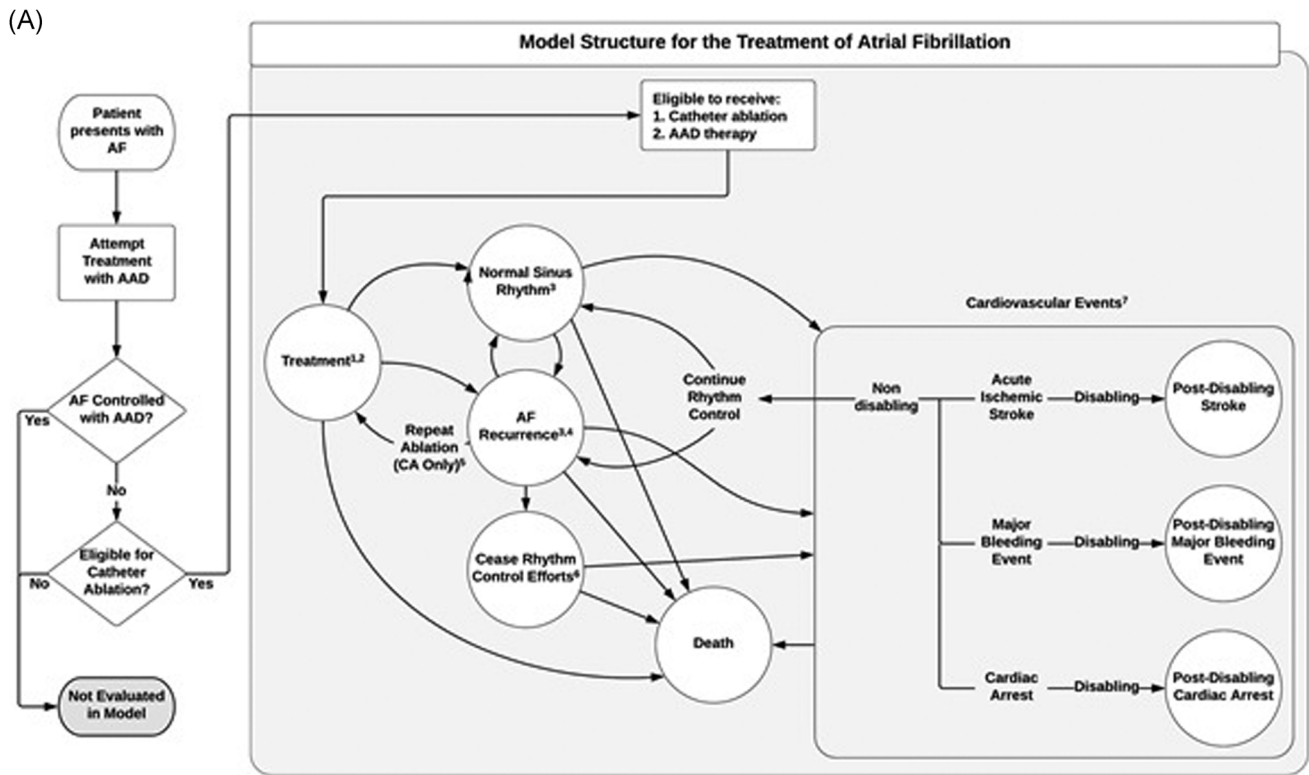 (A)
Model Structure for the Treatment of Atrial Fibrillation
Patient
presents with
AF
Attempt
Treatment
with AAD
AF Controlled
with AAD?
Yes
No
Eligible for
Catheter
Ablation?
No
Yes
Not Evaluated
in Model
Eligible to receive:
1. Catheter ablation
2. AAD therapy
Treatment¹,²
Normal Sinus
Rhythm³
AF
Recurrence³,⁴
Repeat
Ablation
(CA Only)⁵
Cease Rhythm
Control Efforts⁶
Death
Continue
Rhythm
Control
Cardiovascular Events⁷
Non
disabling
Acute
Ischemic
Stroke
Disabling
Post-Disabling
Stroke
Major
Bleeding
Event
Disabling
Post-Disabling
Major Bleeding
Event
Cardiac
Arrest
Disabling
Post-Disabling
Cardiac Arrest